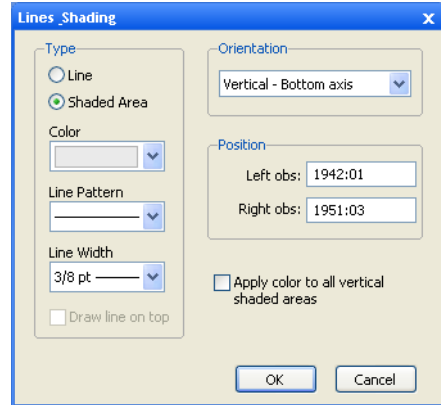 Lines_Shading
x
Type
Line
Shaded Area
Color
Line Pattern
Line Width
3/8 pt
Draw line on top
Orientation
Vertical - Bottom axis
Position
Left obs: 1942:01
Right obs: 1951:03
Apply color to all vertical
shaded areas
OK Cancel